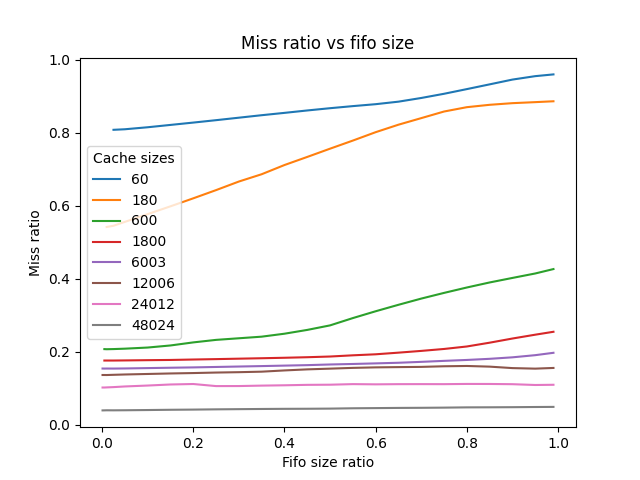 Miss ratio vs fifo size
1.0
0.8
0.6
0.4
0.2
0.0
Miss ratio
Cache sizes
60
180
600
1800
6003
12006
24012
48024
0.0 0.2 0.4 0.6 0.8 1.0
Fifo size ratio